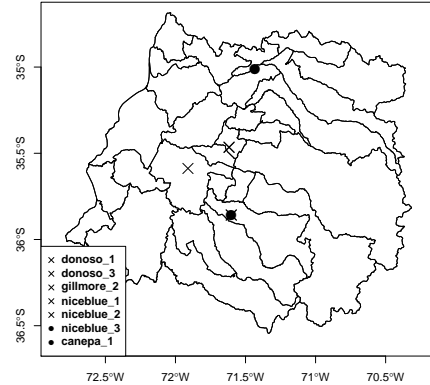 35°S
35.5°S
36°S
36.5°S
× donoso_1
× donoso_3
× gillmore_2
× niceblue_1
× niceblue_2
● niceblue_3
● canepa_1
72.5°W 72°W 71.5°W 71°W 70.5°W